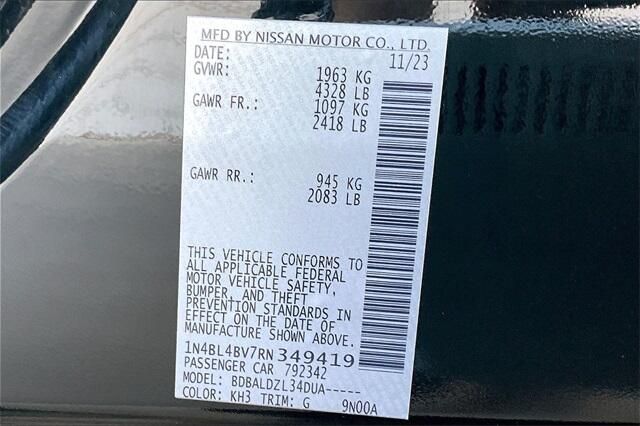 MFD BY NISSAN MOTOR CO., LTD.
DATE: 11/23
GVWR: 1963 KG
4328 LB
GAWR FR.: 1097 KG
2418 LB
GAWR RR.: 945 KG
2083 LB
THIS VEHICLE CONFORMS TO
ALL APPLICABLE FEDERAL
MOTOR VEHICLE SAFETY,
BUMPER, AND THEFT
PREVENTION STANDARDS IN
EFFECT ON THE DATE OF
MANUFACTURE SHOWN ABOVE.
1N4BL4BV7RN349419
PASSENGER CAR 792342
MODEL: BDBALDZL34DUA-----
COLOR: KH3 TRIM: G 9N00A